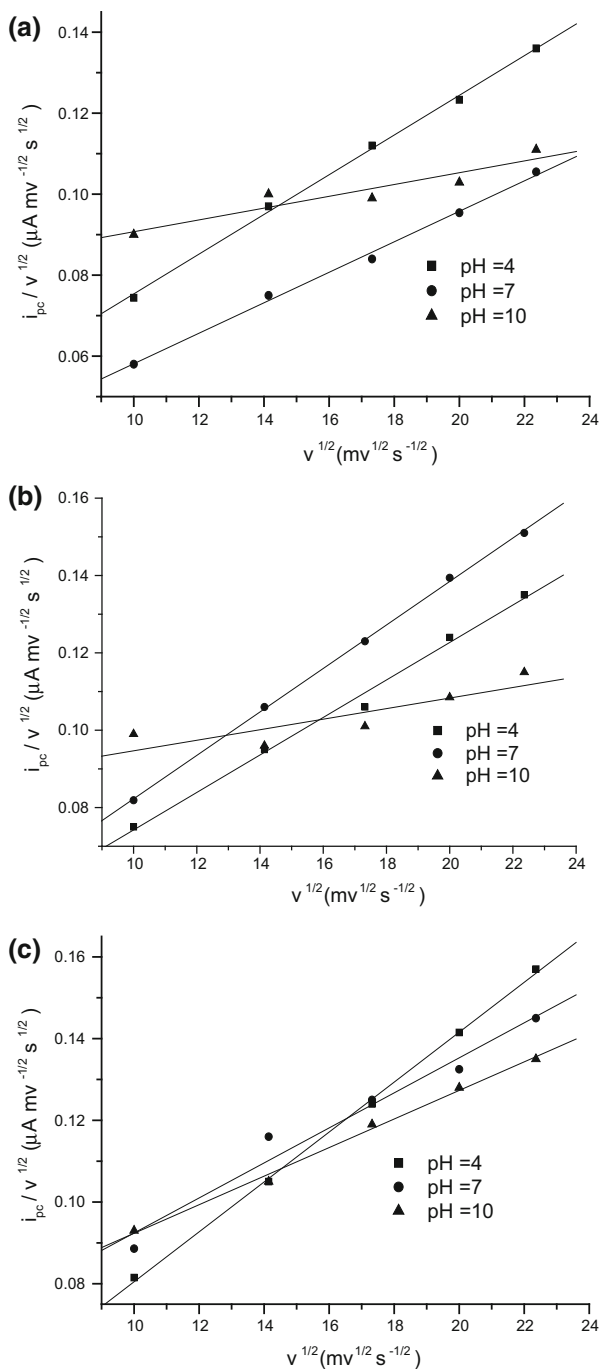 (a)
0.14
0.12
0.10
0.08
0.06
i pc / v 1/2 (μA mv -1/2 s 1/2 )
pH =4
pH =7
pH =10
10 12 14 16 18 20 22 24
v 1/2 (mv 1/2 s -1/2 )
(b)
0.16
0.14
0.12
0.10
0.08
i pc / v 1/2 (μA mv -1/2 s 1/2 )
pH =4
pH =7
pH =10
10 12 14 16 18 20 22 24
v 1/2 (mv 1/2 s -1/2 )
(c)
0.16
0.14
0.12
0.10
0.08
i pc / v 1/2 (μA mv -1/2 s 1/2 )
pH =4
pH =7
pH =10
10 12 14 16 18 20 22 24
v 1/2 (mv 1/2 s -1/2 )